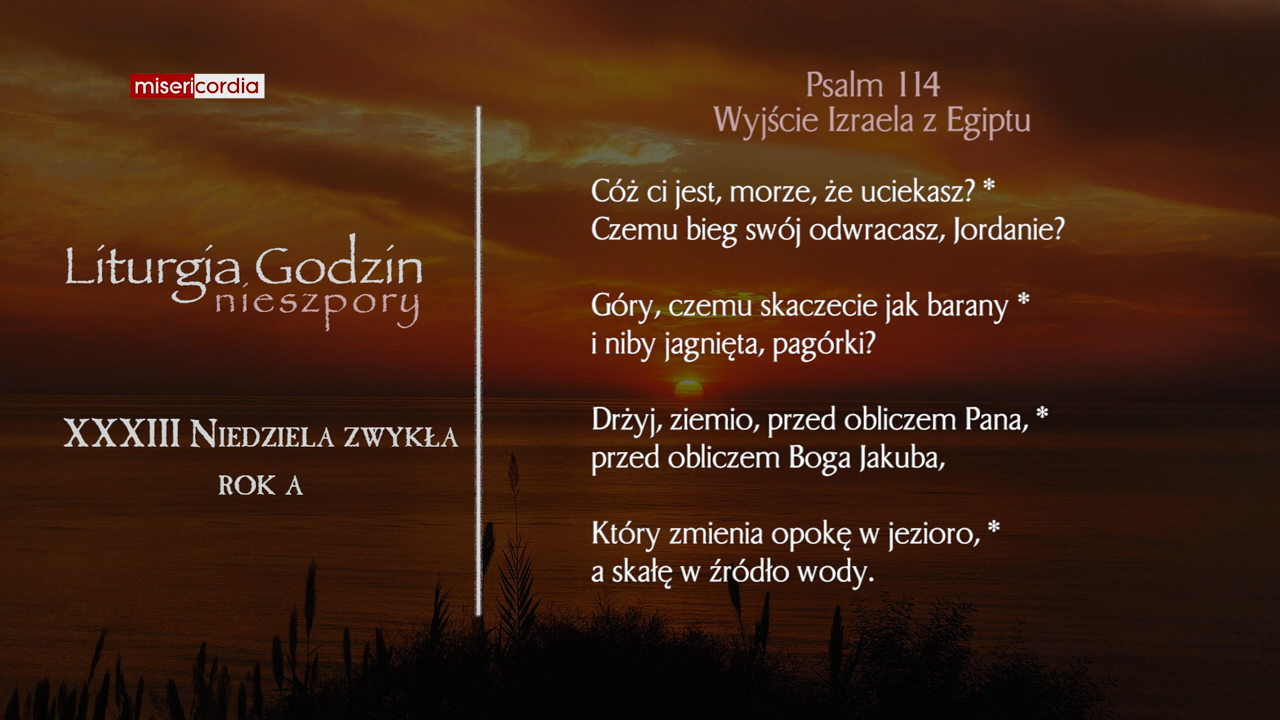 misericordia
Liturgia Godzin
nieszpory
XXXIII Niedziela zwykła
rok a
Psalm 114
Wyjście Izraela z Egiptu
Cóż ci jest, morze, że uciekasz? *
Czemu bieg swój odwracasz, Jordanie?
Góry, czemu skaczecie jak barany *
i niby jagnięta, pagórki?
Drżyj, ziemio, przed obliczem Pana, *
przed obliczem Boga Jakuba,
Który zmienia opokę w jezioro, *
a skałę w źródło wody.